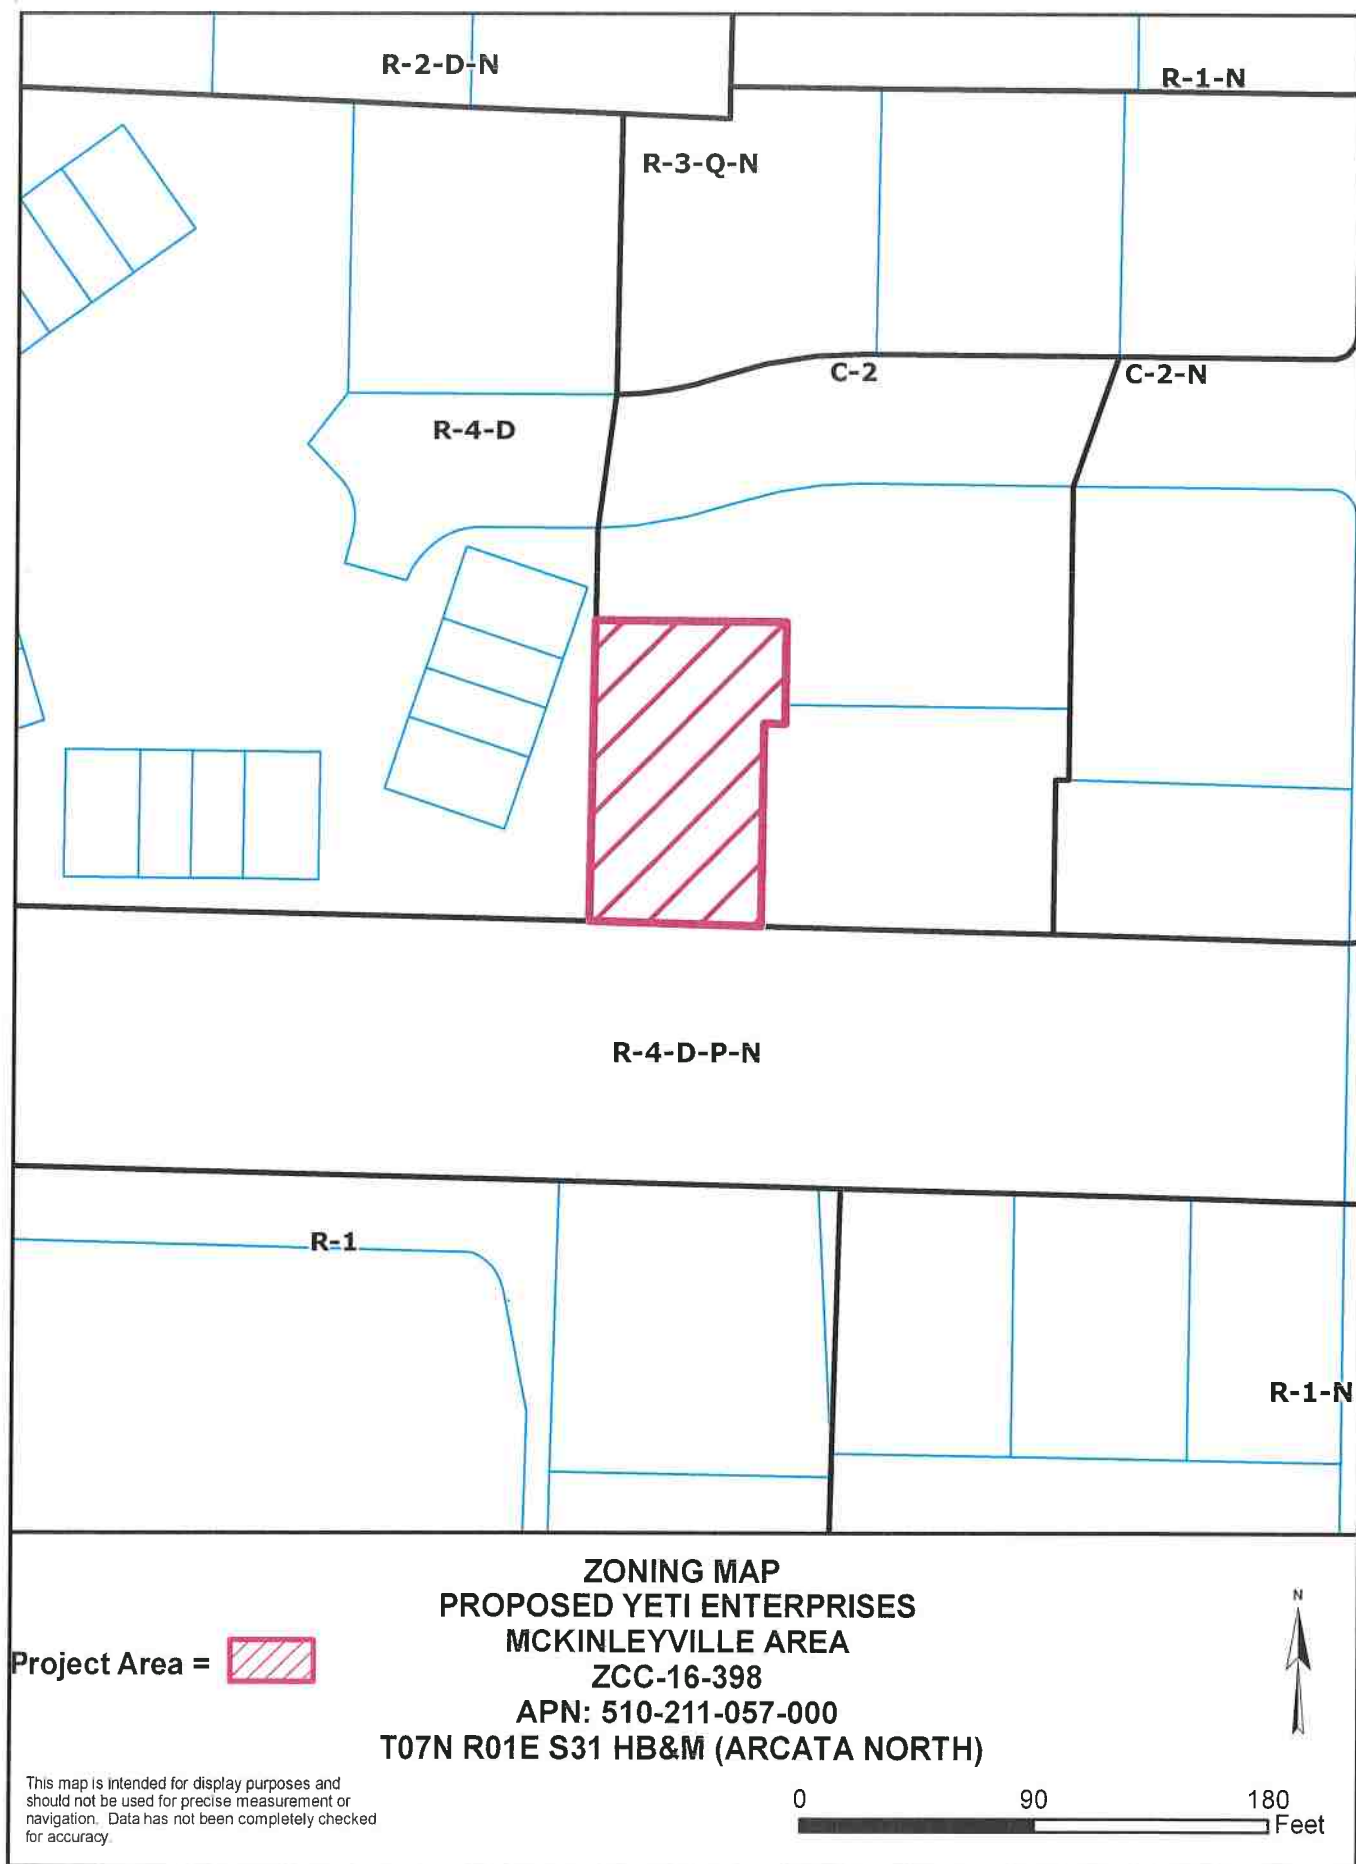 R-2-D-N
R-1-N
R-3-Q-N
C-2
C-2-N
R-4-D
R-4-D-P-N
R-1
R-1-N
ZONING MAP
PROPOSED YETI ENTERPRISES
MCKINLEYVILLE AREA
ZCC-16-398
APN: 510-211-057-000
T07N R01E S31 HB&M (ARCATA NORTH)
Project Area =
N
This map is intended for display purposes and
should not be used for precise measurement or
navigation. Data has not been completely checked
for accuracy.
0 90 180
Feet